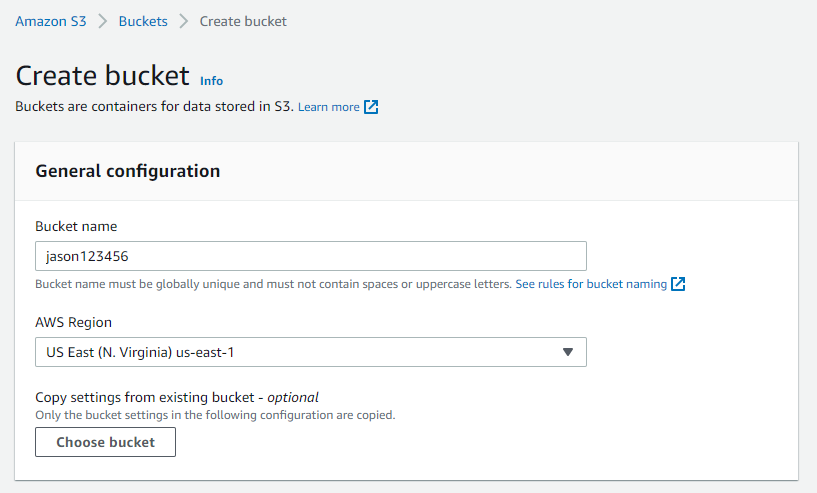 Amazon S3 > Buckets > Create bucket
Create bucket Info
Buckets are containers for data stored in S3. Learn more
General configuration
Bucket name
jason123456
Bucket name must be globally unique and must not contain spaces or uppercase letters. See rules for bucket naming
AWS Region
US East (N. Virginia) us-east-1
Copy settings from existing bucket - optional
Only the bucket settings in the following configuration are copied.
Choose bucket